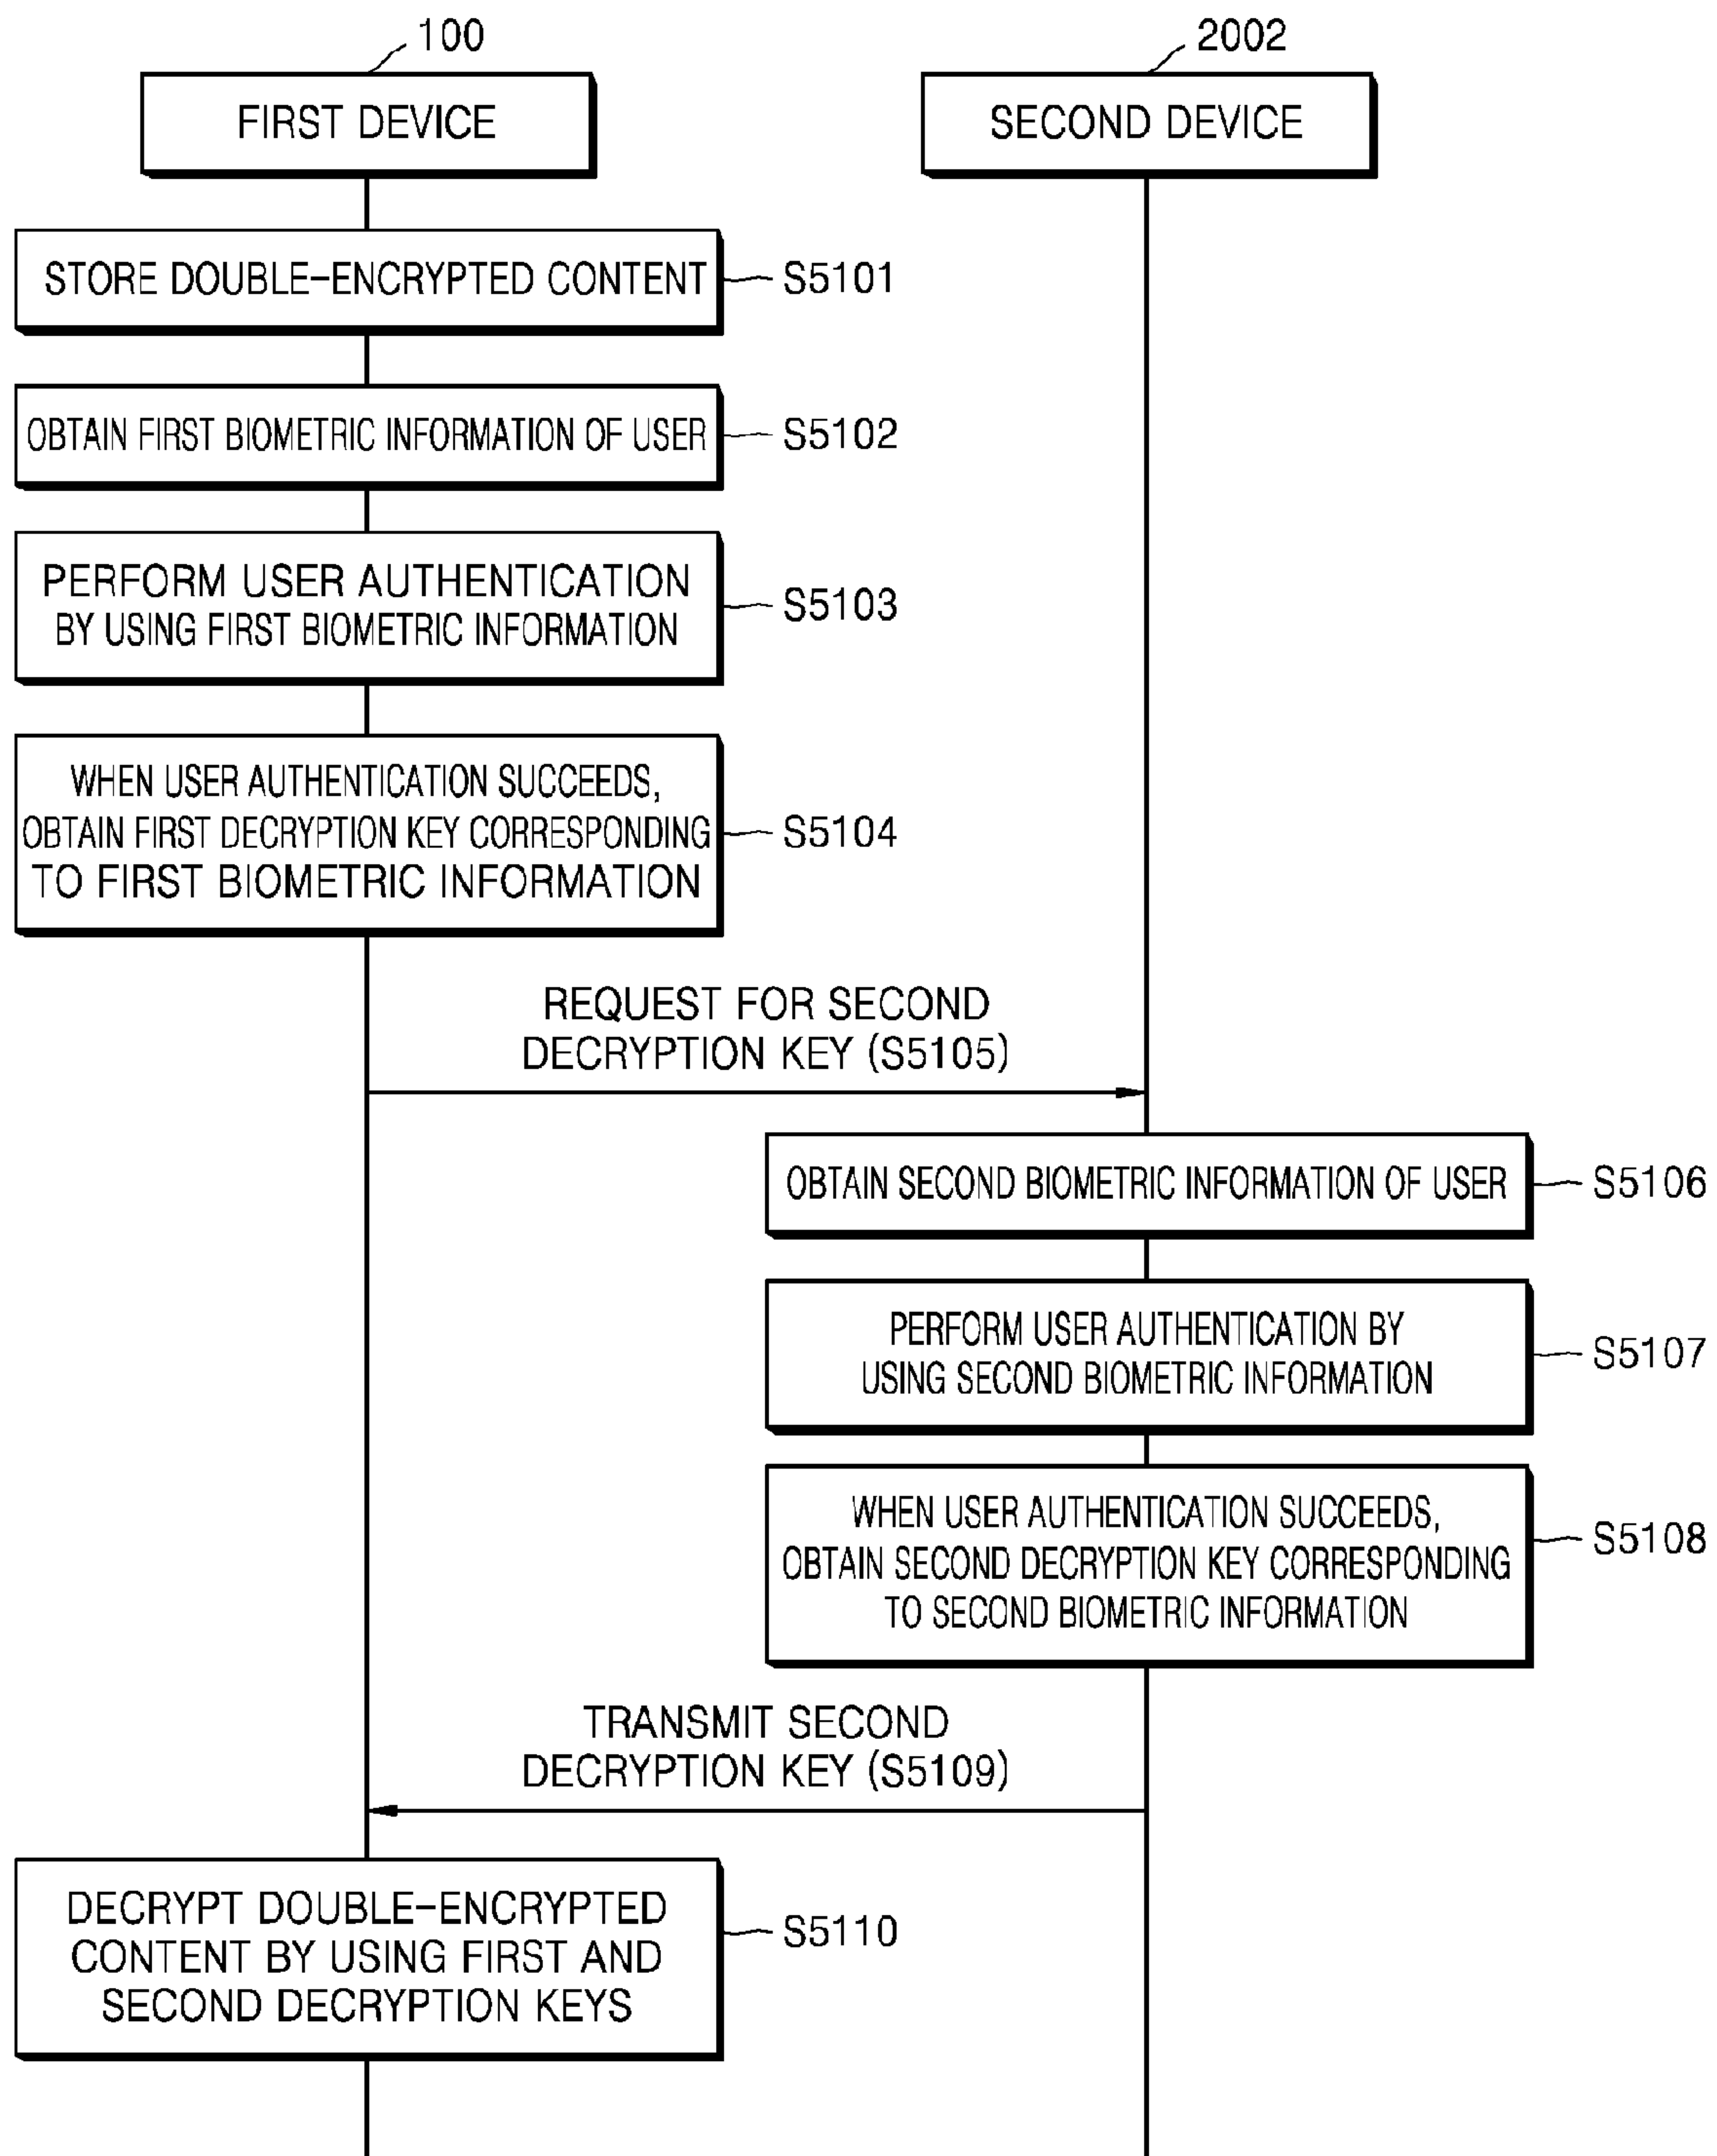 100
2002
FIRST DEVICE
SECOND DEVICE
STORE DOUBLE-ENCRYPTED CONTENT
S5101
OBTAIN FIRST BIOMETRIC INFORMATION OF USER
S5102
PERFORM USER AUTHENTICATION
BY USING FIRST BIOMETRIC INFORMATION
S5103
WHEN USER AUTHENTICATION SUCCEEDS,
OBTAIN FIRST DECRYPTION KEY CORRESPONDING
TO FIRST BIOMETRIC INFORMATION
S5104
REQUEST FOR SECOND
DECRYPTION KEY (S5105)
OBTAIN SECOND BIOMETRIC INFORMATION OF USER
S5106
PERFORM USER AUTHENTICATION BY
USING SECOND BIOMETRIC INFORMATION
S5107
WHEN USER AUTHENTICATION SUCCEEDS,
OBTAIN SECOND DECRYPTION KEY CORRESPONDING
TO SECOND BIOMETRIC INFORMATION
S5108
TRANSMIT SECOND
DECRYPTION KEY (S5109)
DECRYPT DOUBLE-ENCRYPTED
CONTENT BY USING FIRST AND
SECOND DECRYPTION KEYS
S5110